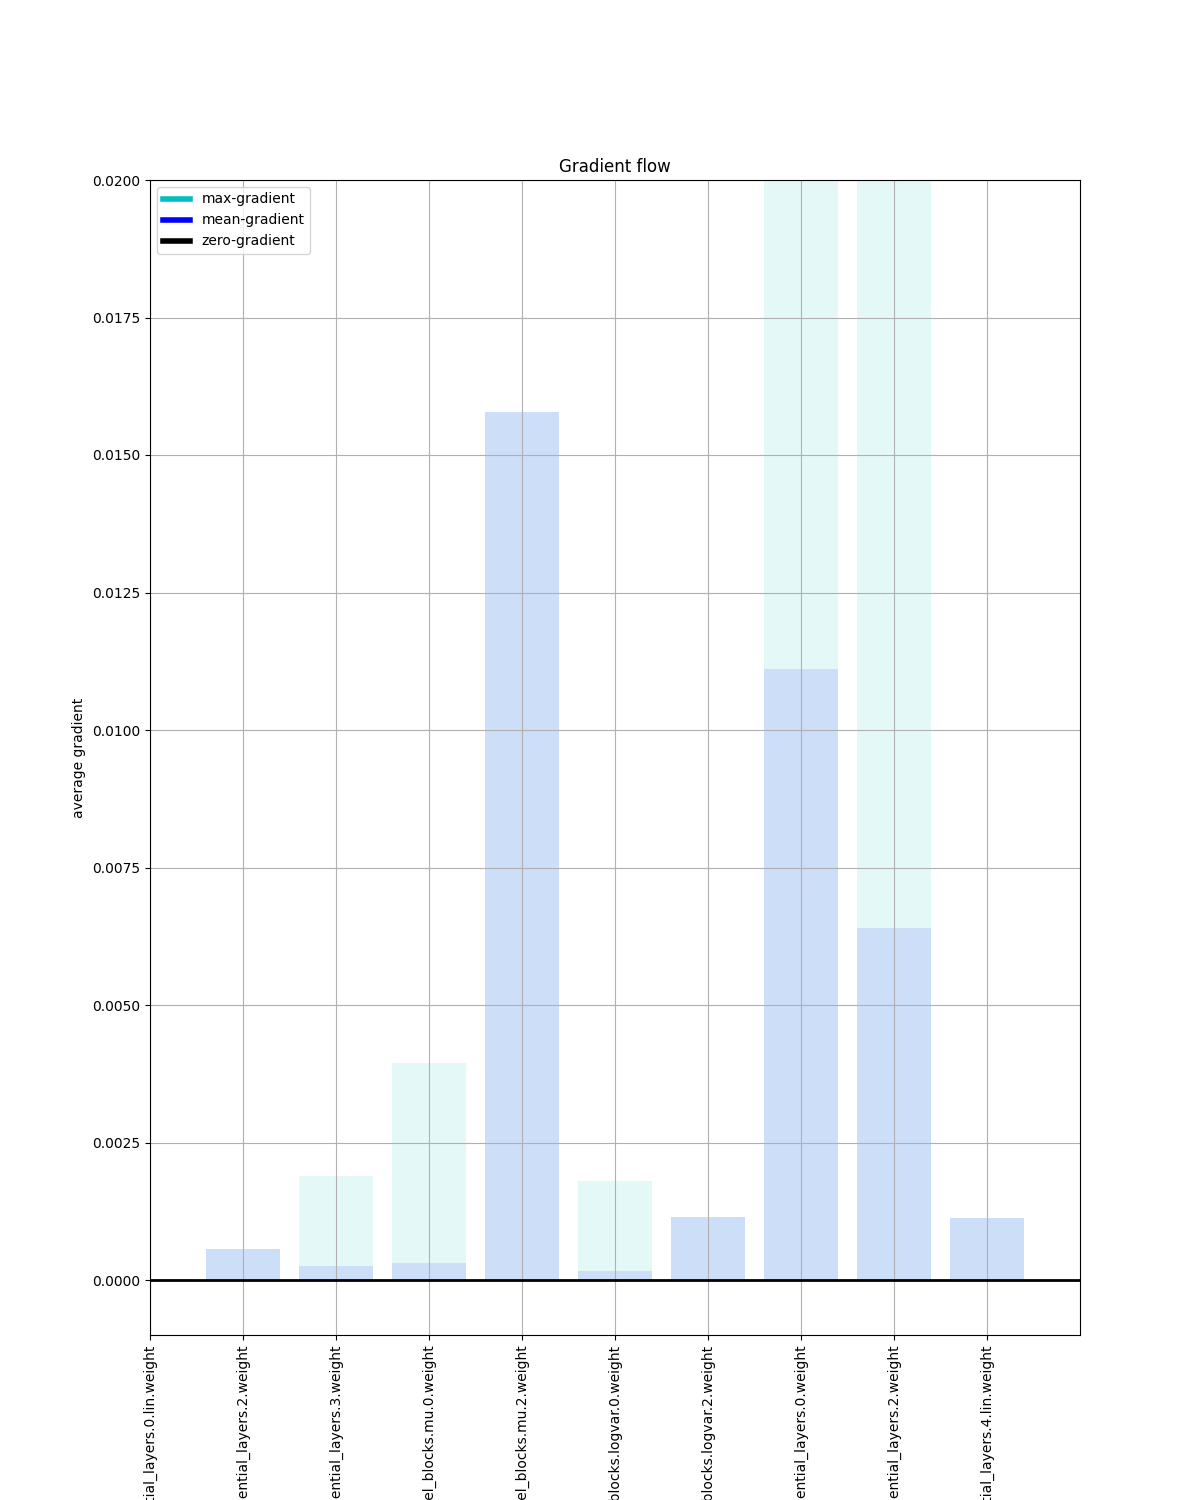 Gradient flow
max-gradient
mean-gradient
zero-gradient
average gradient
0.0200
0.0175
0.0150
0.0125
0.0100
0.0075
0.0050
0.0025
0.0000
tial_layers.0.lin.weight
ential_layers.2.weight
ential_layers.3.weight
el_blocks.mu.0.weight
el_blocks.mu.2.weight
blocks.logvar.0.weight
blocks.logvar.2.weight
ential_layers.0.weight
ential_layers.2.weight
tial_layers.4.lin.weight